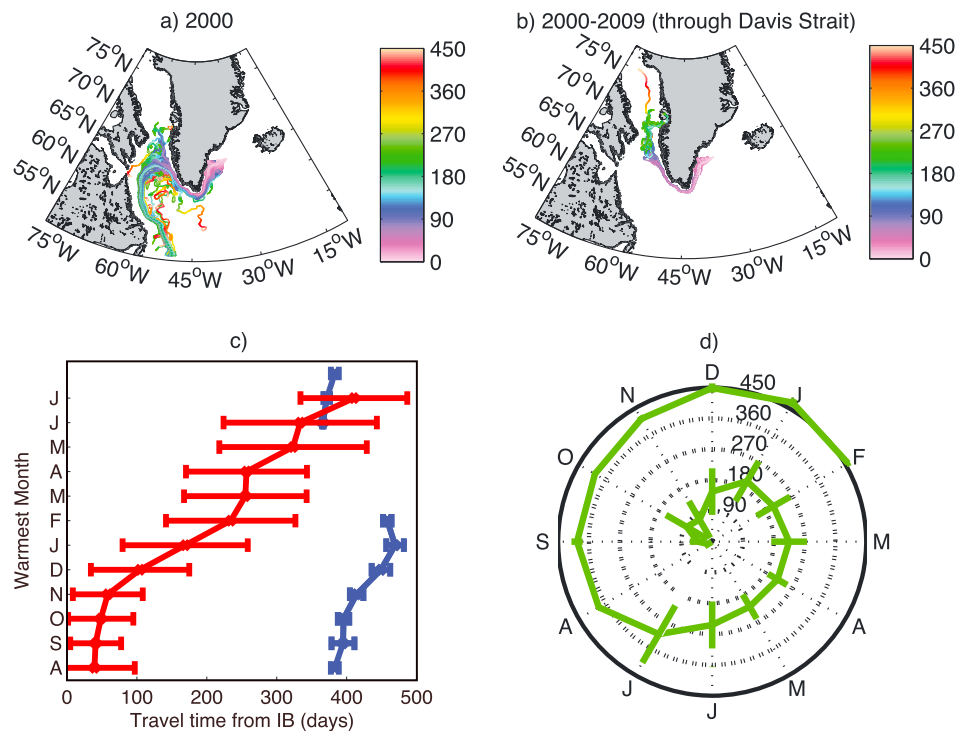 a) 2000
b) 2000-2009 (through Davis Strait)
75°N
70°N
65°N
60°N
55°N
75°W
60°W
45°W
30°W
15°W
450
360
270
180
90
0
75°N
70°N
65°N
60°N
55°N
75°W
60°W
45°W
30°W
15°W
450
360
270
180
90
0
c)
Warmest Month
J
J
M
A
M
F
J
D
N
O
S
A
0 100 200 300 400 500
Travel time from IB (days)
d)
D
J
F
M
A
M
J
J
A
S
O
N
450
360
270
180
90